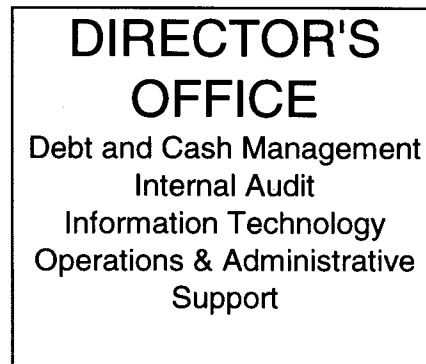 DIRECTOR'S
OFFICE
Debt and Cash Management
Internal Audit
Information Technology
Operations & Administrative
Support